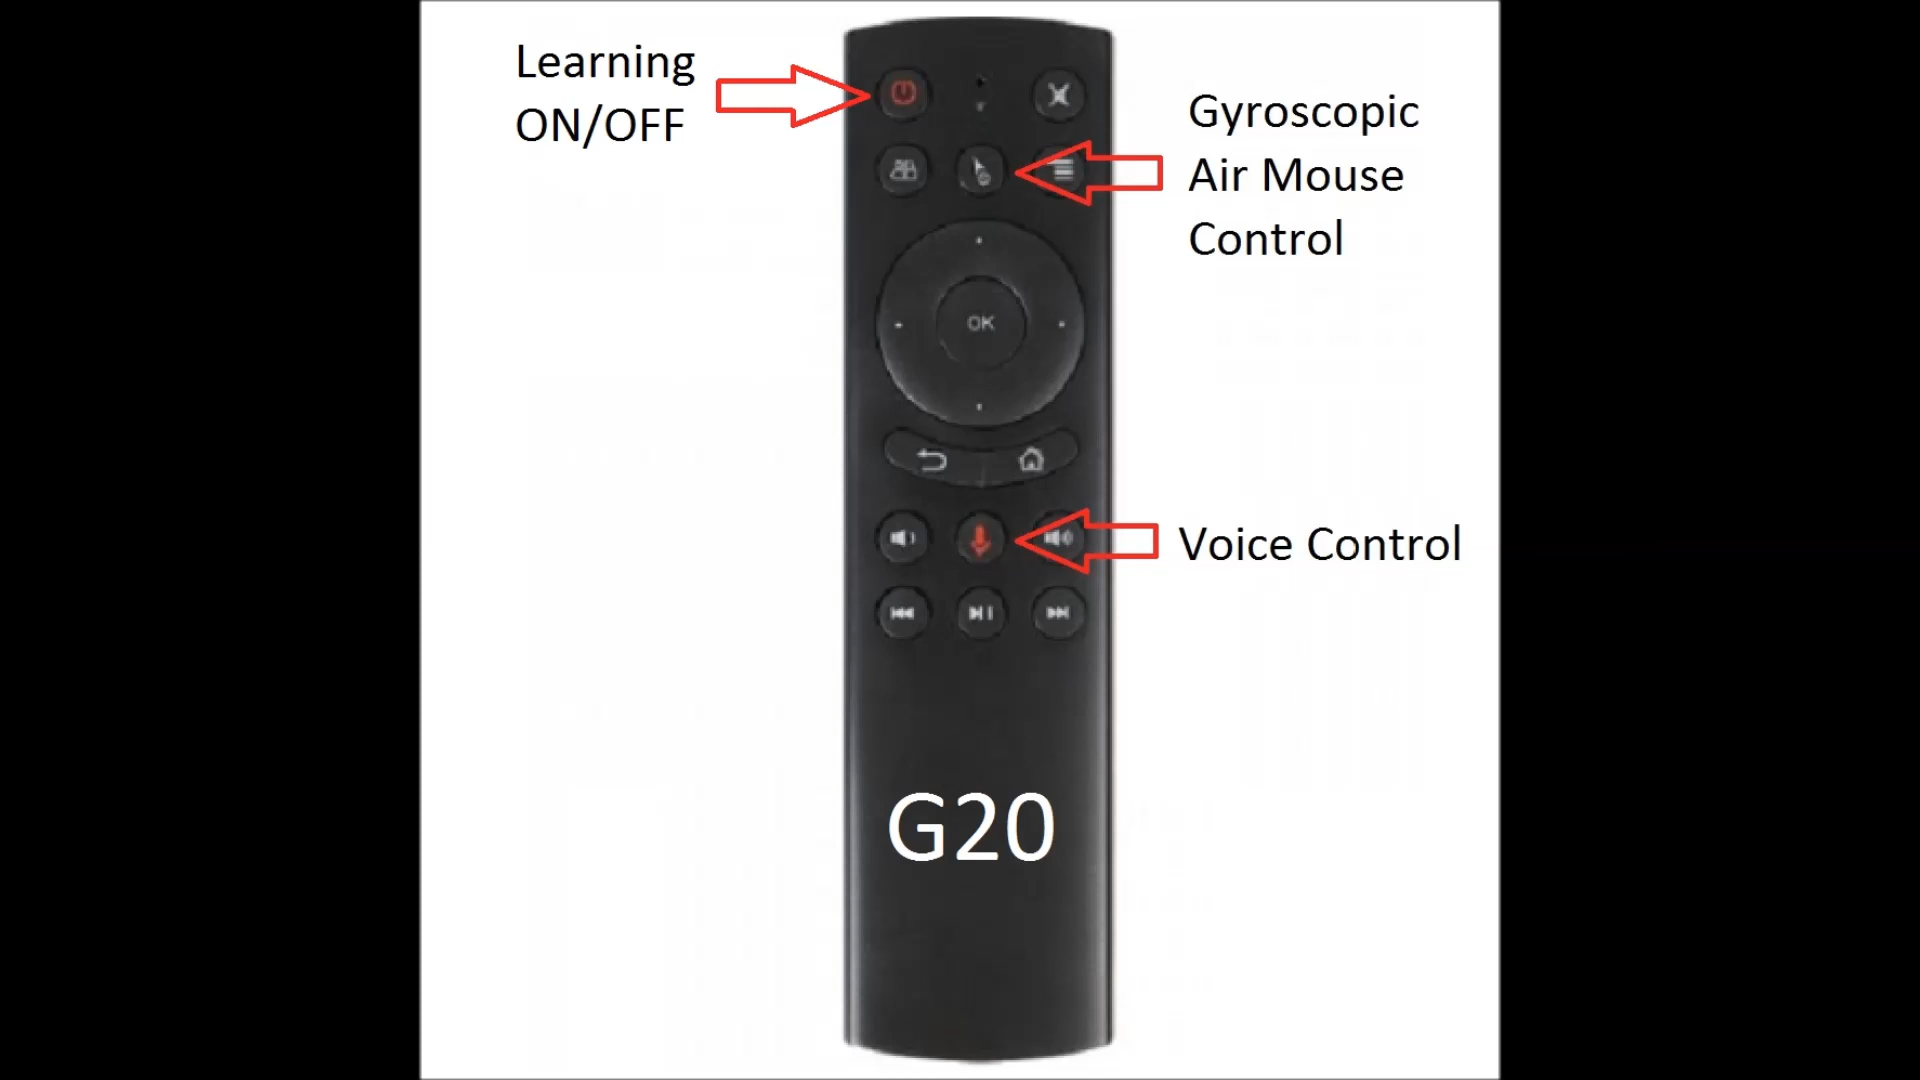 Learning
ON/OFF
Gyroscopic
Air Mouse
Control
OK
Voice Control
G20